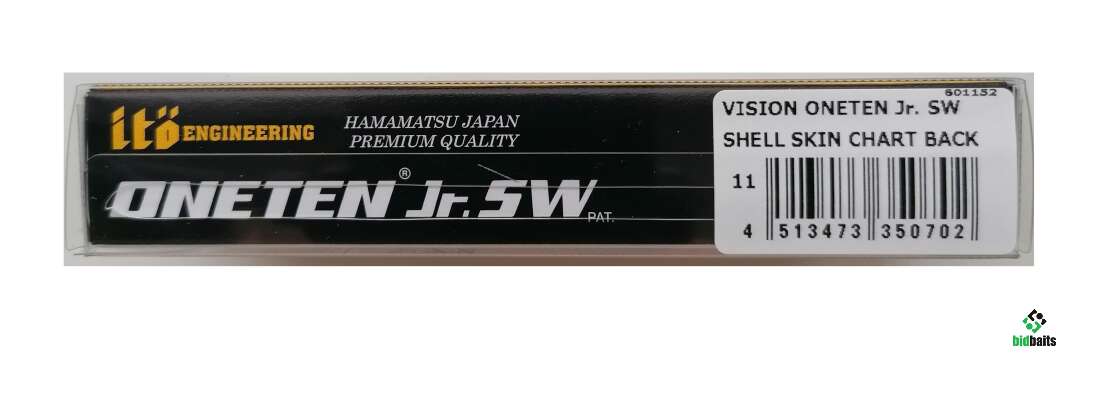 itö ENGINEERING
HAMAMATSU JAPAN
PREMIUM QUALITY
ONETEN® Jr. SW
PAT.
801152
VISION ONETEN Jr. SW
SHELL SKIN CHART BACK
11
4 513473 350702
bidbaits